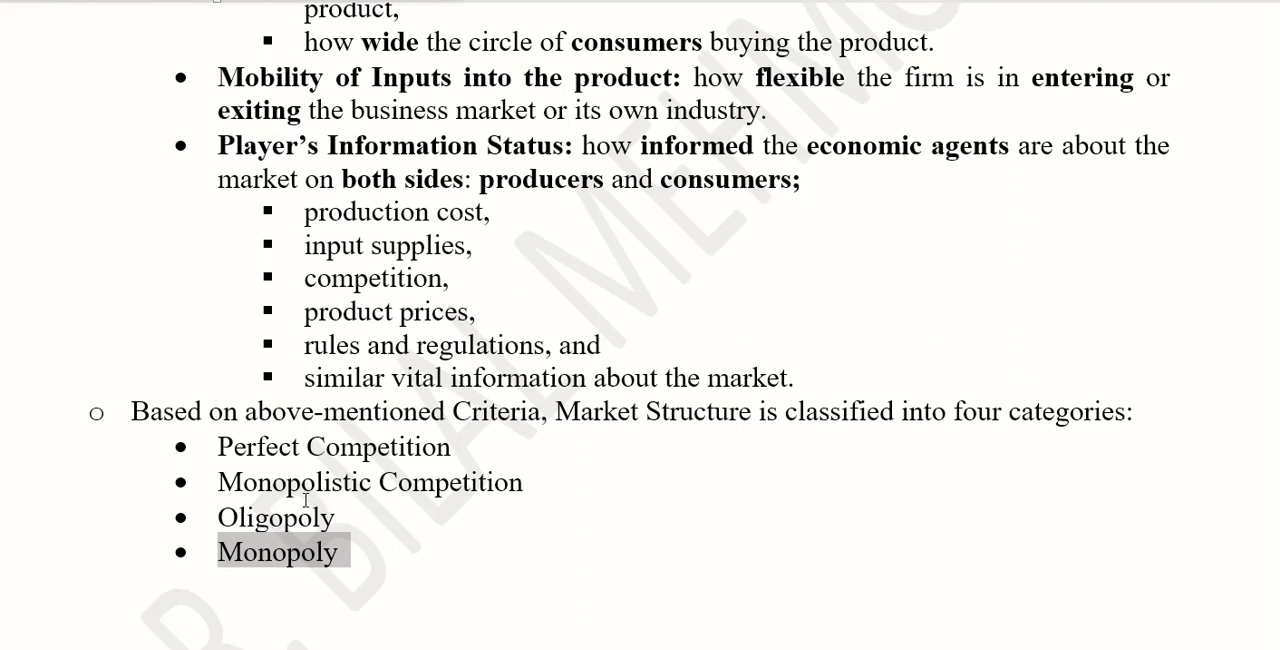 product,
▪ how wide the circle of consumers buying the product.
• Mobility of Inputs into the product: how flexible the firm is in entering or
exiting the business market or its own industry.
• Player’s Information Status: how informed the economic agents are about the
market on both sides: producers and consumers;
▪ production cost,
▪ input supplies,
▪ competition,
▪ product prices,
▪ rules and regulations, and
▪ similar vital information about the market.
o Based on above-mentioned Criteria, Market Structure is classified into four categories:
• Perfect Competition
• Monopolistic Competition
• Oligopoly
• Monopoly
R. BILAL MEHMO